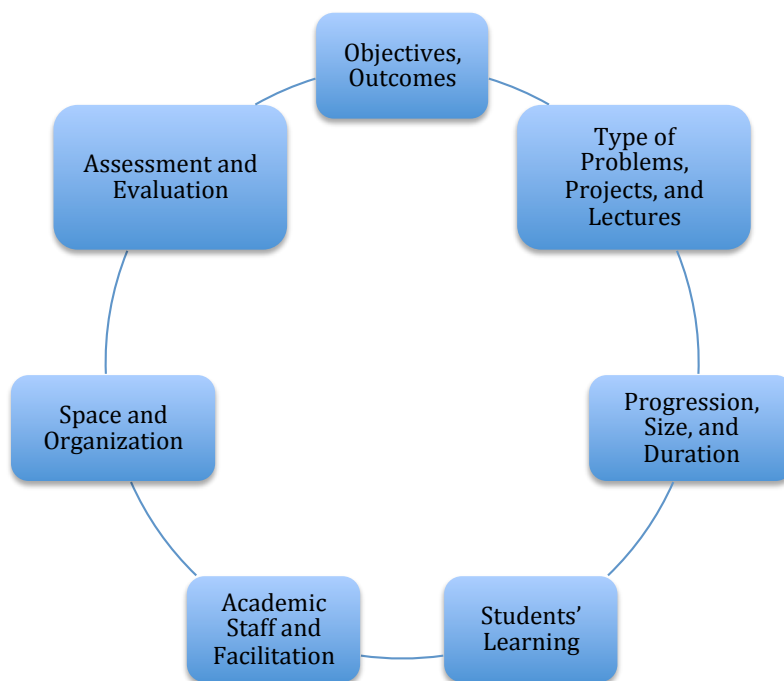 Objectives,
Outcomes
Type of
Problems,
Projects, and
Lectures
Progression,
Size, and
Duration
Students’
Learning
Academic
Staff and
Facilitation
Space and
Organization
Assessment and
Evaluation